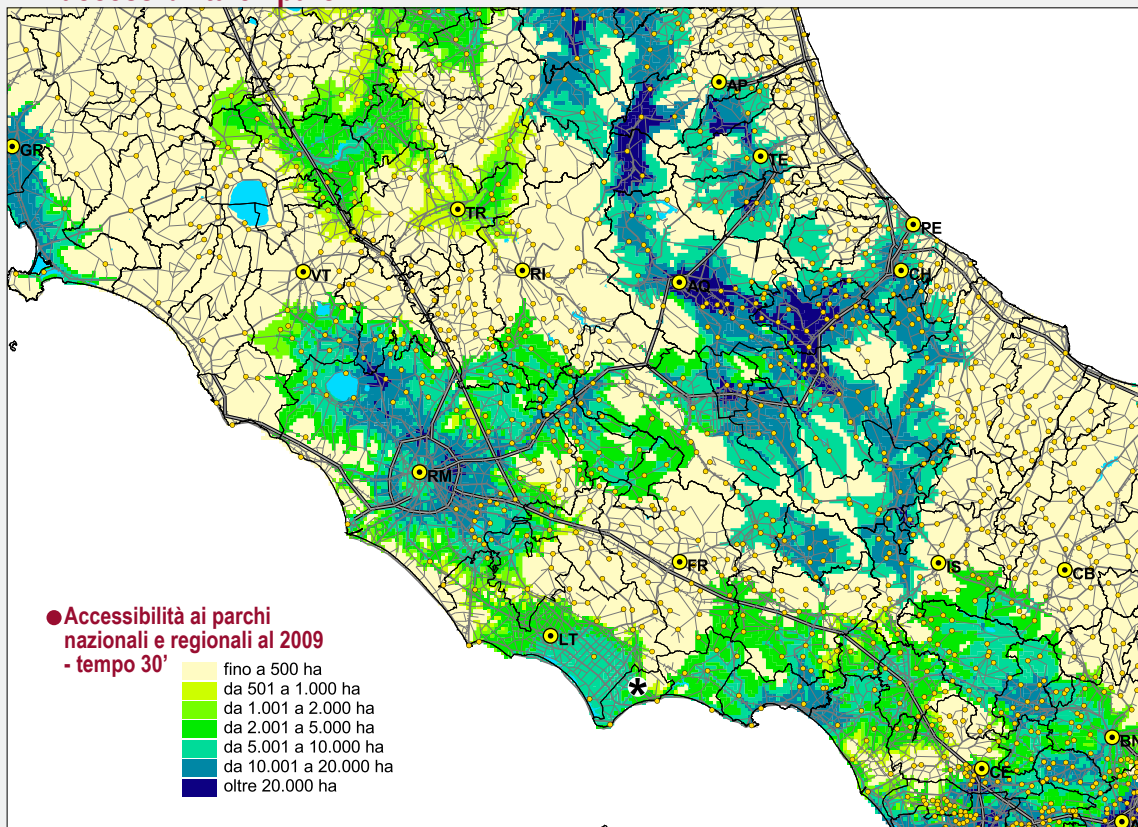 AP
GR
TE
TR
PE
VT
RI
AQ
CH
RM
FR
IS
CB
LT
*
BN
CE
● Accessibilità ai parchi
nazionali e regionali al 2009
- tempo 30’
fino a 500 ha
da 501 a 1.000 ha
da 1.001 a 2.000 ha
da 2.001 a 5.000 ha
da 5.001 a 10.000 ha
da 10.001 a 20.000 ha
oltre 20.000 ha